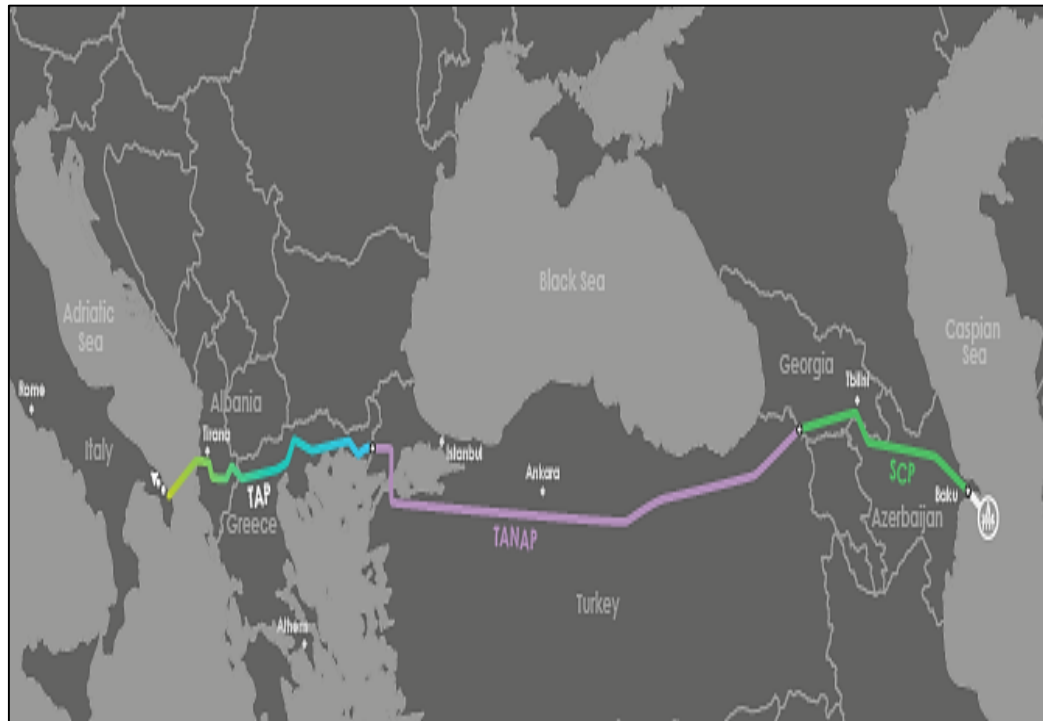 Black Sea
Adriatic
Sea
Caspian
Sea
Georgia
Tbilisi
Rome
Albania
Tirana
Italy
Istanbul
Ankara
SCP
TAP
Baku
Greece
Azerbaijan
TANAP
Turkey
Athens